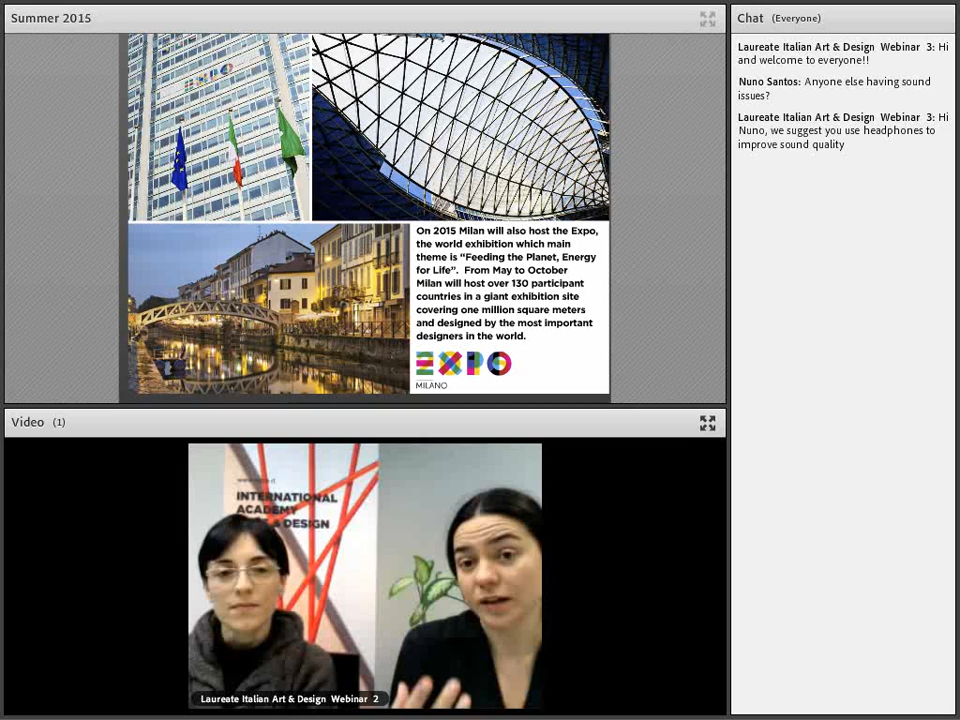 Summer 2015
EXPO
On 2015 Milan will also host the Expo,
the world exhibition which main
theme is “Feeding the Planet, Energy
for Life”. From May to October
Milan will host over 130 participant
countries in a giant exhibition site
covering one million square meters
and designed by the most important
designers in the world.
EXPO
MILANO
Video (1)
INTERNATIONAL
ACADEMY
& DESIGN
Laureate Italian Art & Design Webinar 2
Chat (Everyone)
Laureate Italian Art & Design Webinar 3: Hi
and welcome to everyone!!
Nuno Santos: Anyone else having sound
issues?
Laureate Italian Art & Design Webinar 3: Hi
Nuno, we suggest you use headphones to
improve sound quality